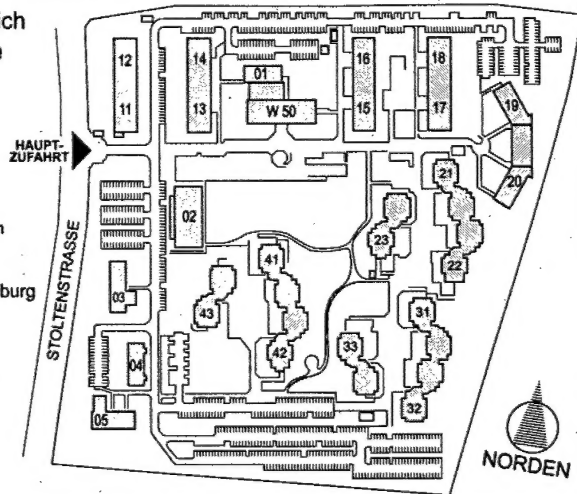 ich
e
12
11
14
13
01
W 50
16
15
18
17
19
20
HAUPT-
ZUFAHRT
21
22
23
02
41
42
43
03
burg
STOLTENSTRASSE
31
32
33
04
05
n
NORDEN